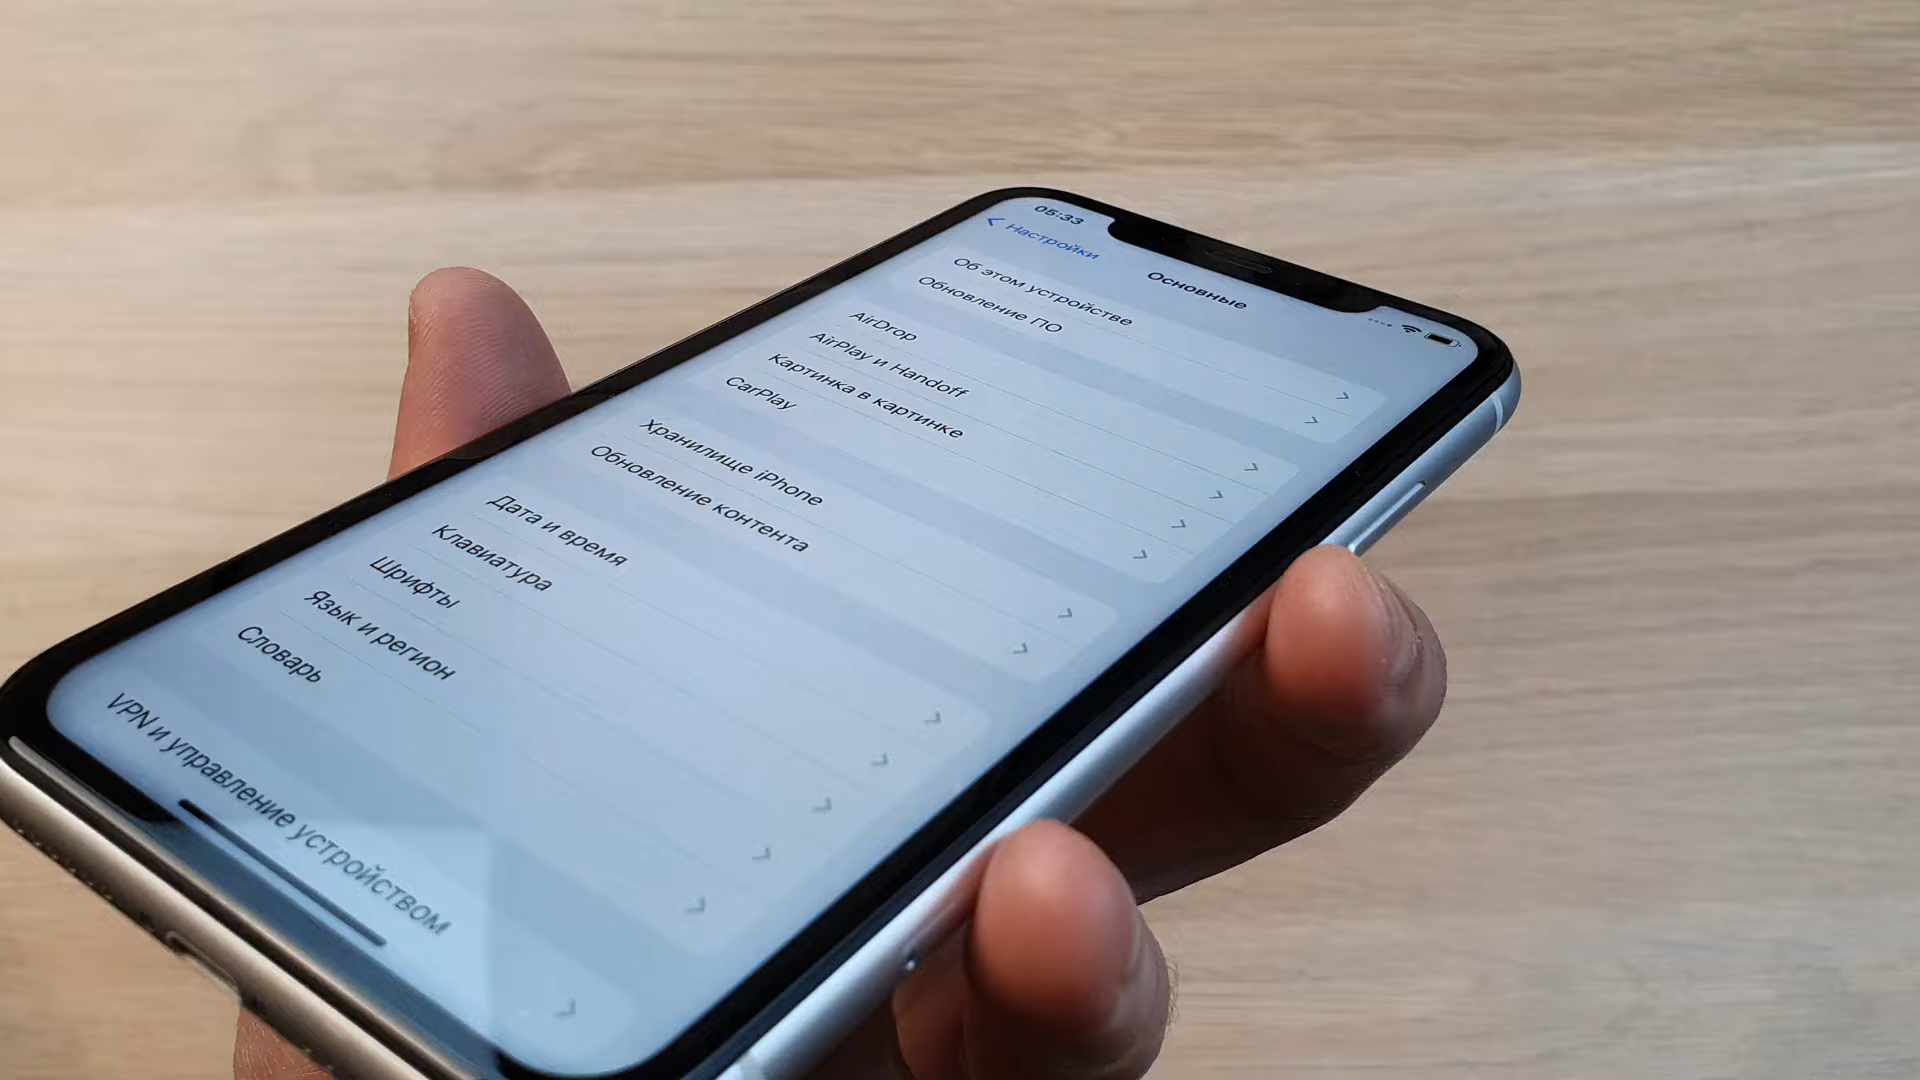 05:33
Настройки
Основные
Об этом устройстве
Обновление ПО
AirDrop
AirPlay и Handoff
Картинка в картинке
CarPlay
Хранилище iPhone
Обновление контента
Дата и время
Клавиатура
Шрифты
Язык и регион
Словарь
VPN и управление устройством